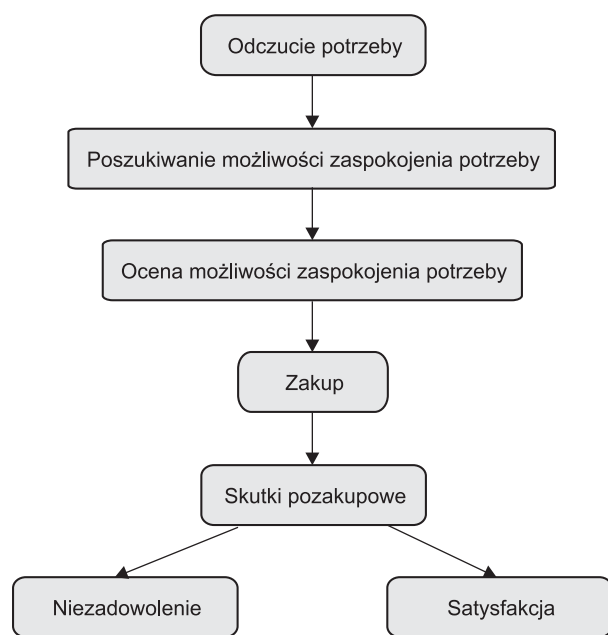 Odczucie potrzeby
Poszukiwanie możliwości zaspokojenia potrzeby
Ocena możliwości zaspokojenia potrzeby
Zakup
Skutki pozakupowe
Niezadowolenie
Satysfakcja